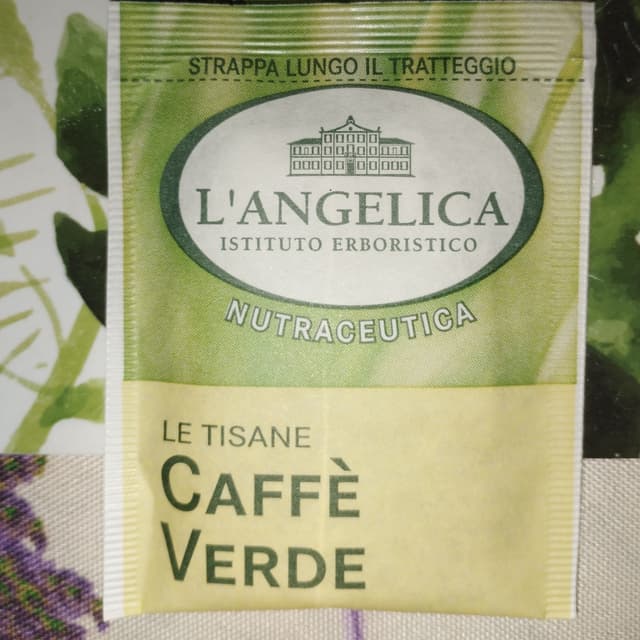 STRAPPA LUNGO IL TRATTEGGIO
L'ANGELICA
ISTITUTO ERBORISTICO
NUTRACEUTICA
LE TISANE
CAFFÈ
VERDE